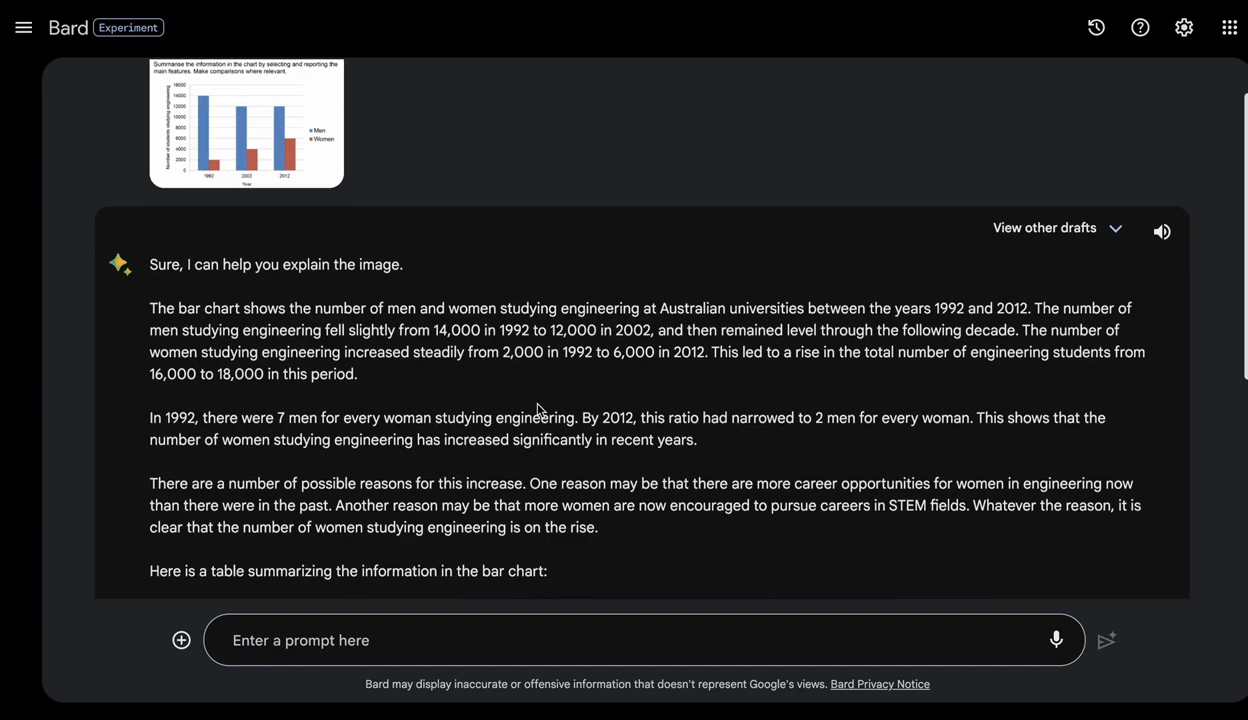 Bard Experiment
Summarise the information in the chart by selecting and reporting the
main features. Make comparisons where relevant.
16000
14000
12000
10000
8000
6000
4000
2000
0
Number of students studying engineering
Men
Women
1992 2002 2012
Year
View other drafts
Sure, I can help you explain the image.
The bar chart shows the number of men and women studying engineering at Australian universities between the years 1992 and 2012. The number of
men studying engineering fell slightly from 14,000 in 1992 to 12,000 in 2002, and then remained level through the following decade. The number of
women studying engineering increased steadily from 2,000 in 1992 to 6,000 in 2012. This led to a rise in the total number of engineering students from
16,000 to 18,000 in this period.
In 1992, there were 7 men for every woman studying engineering. By 2012, this ratio had narrowed to 2 men for every woman. This shows that the
number of women studying engineering has increased significantly in recent years.
There are a number of possible reasons for this increase. One reason may be that there are more career opportunities for women in engineering now
than there were in the past. Another reason may be that more women are now encouraged to pursue careers in STEM fields. Whatever the reason, it is
clear that the number of women studying engineering is on the rise.
Here is a table summarizing the information in the bar chart:
Enter a prompt here
Bard may display inaccurate or offensive information that doesn't represent Google's views. Bard Privacy Notice